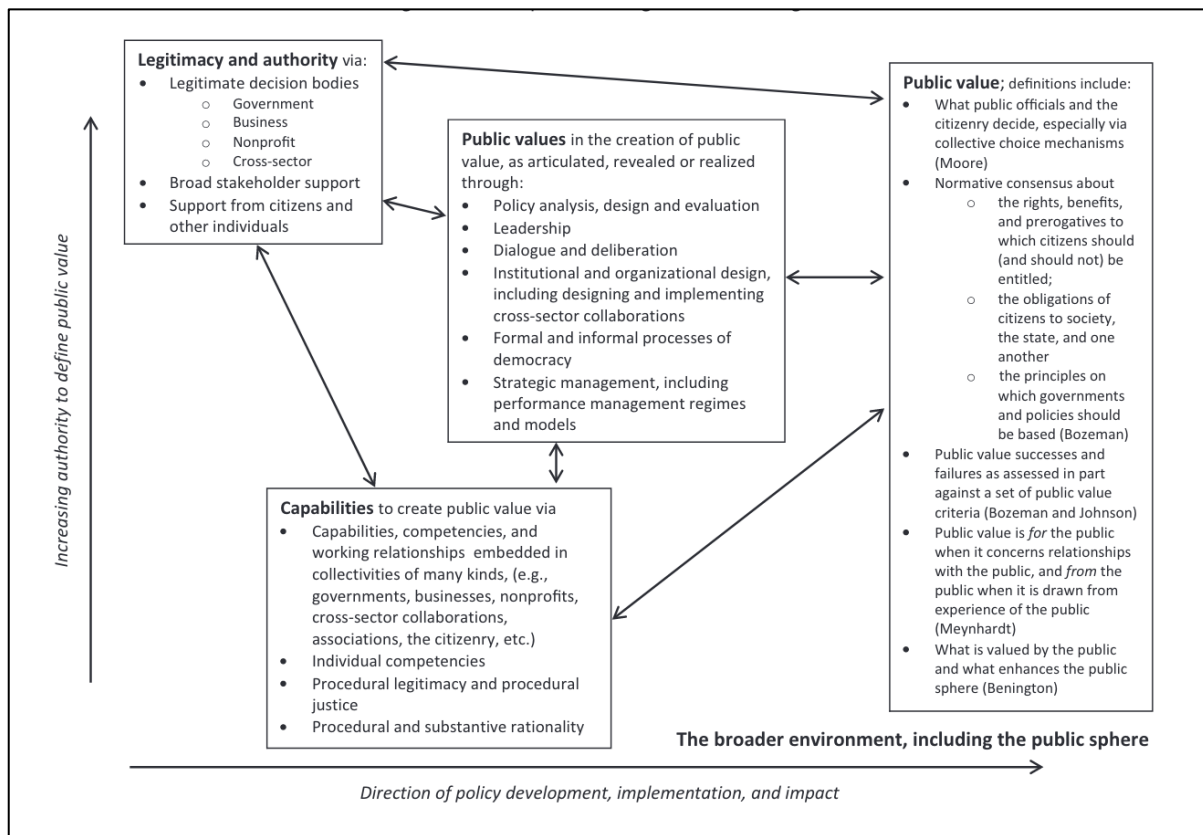 Increasing authority to define public value
Legitimacy and authority via:
• Legitimate decision bodies
o Government
o Business
o Nonprofit
o Cross-sector
• Broad stakeholder support
• Support from citizens and
other individuals
Public values in the creation of public
value, as articulated, revealed or realized
through:
• Policy analysis, design and evaluation
• Leadership
• Dialogue and deliberation
• Institutional and organizational design,
including designing and implementing
cross-sector collaborations
• Formal and informal processes of
democracy
• Strategic management, including
performance management regimes
and models
Capabilities to create public value via
• Capabilities, competencies, and
working relationships embedded in
collectivities of many kinds, (e.g.,
governments, businesses, nonprofits,
cross-sector collaborations,
associations, the citizenry, etc.)
• Individual competencies
• Procedural legitimacy and procedural
justice
• Procedural and substantive rationality
Public value; definitions include:
• What public officials and the
citizenry decide, especially via
collective choice mechanisms
(Moore)
• Normative consensus about
o the rights, benefits,
and prerogatives to
which citizens should
(and should not) be
entitled;
o the obligations of
citizens to society,
the state, and one
another
o the principles on
which governments
and policies should
be based (Bozeman)
• Public value successes and
failures as assessed in part
against a set of public value
criteria (Bozeman and Johnson)
• Public value is for the public
when it concerns relationships
with the public, and from the
public when it is drawn from
experience of the public
(Meynhardt)
• What is valued by the public
and what enhances the public
sphere (Benington)
The broader environment, including the public sphere
Direction of policy development, implementation, and impact